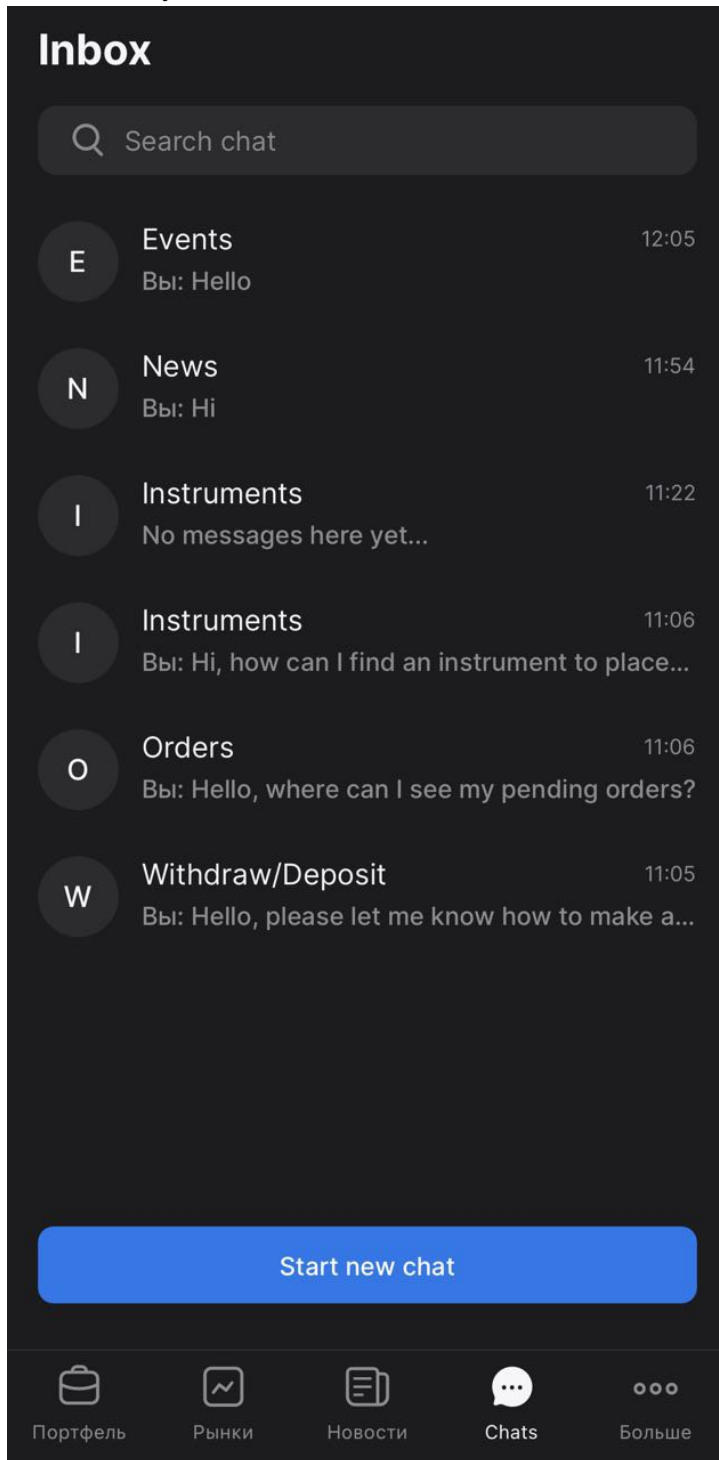 Inbox
Search chat
E
Events
12:05
Вы: Hello
N
News
11:54
Вы: Hi
I
Instruments
11:22
No messages here yet...
I
Instruments
11:06
Вы: Hi, how can I find an instrument to place...
O
Orders
11:06
Вы: Hello, where can I see my pending orders?
W
Withdraw/Deposit
11:05
Вы: Hello, please let me know how to make a...
Start new chat
Портфель
Рынки
Новости
Chats
Больше